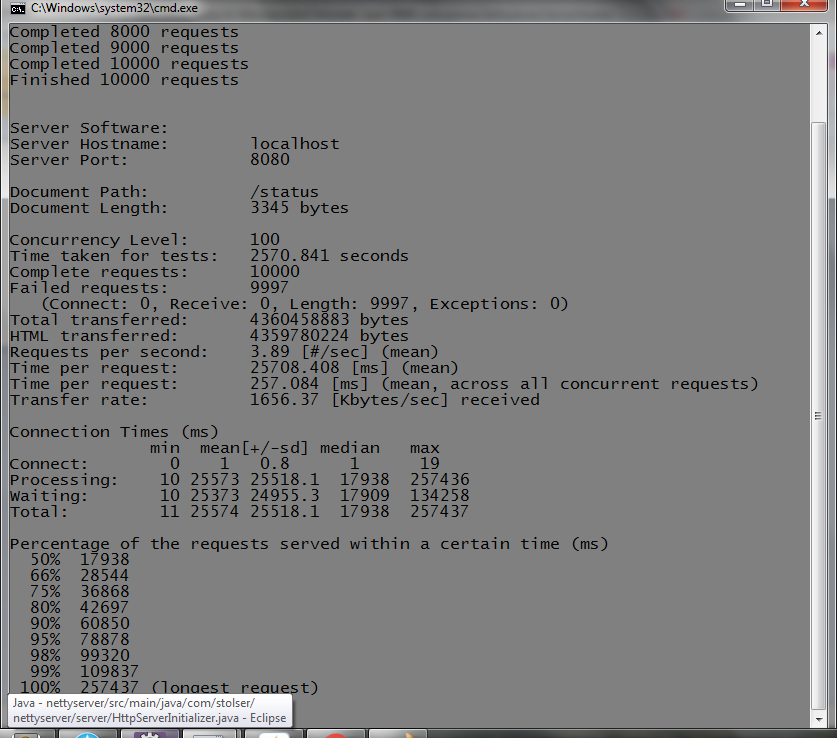 C:\Windows\system32\cmd.exe
Completed 8000 requests
Completed 9000 requests
Completed 10000 requests
Finished 10000 requests
Server Software:
Server Hostname: localhost
Server Port: 8080
Document Path: /status
Document Length: 3345 bytes
Concurrency Level: 100
Time taken for tests: 2570.841 seconds
Complete requests: 10000
Failed requests: 9997
(Connect: 0, Receive: 0, Length: 9997, Exceptions: 0)
Total transferred: 4360458883 bytes
HTML transferred: 4359780224 bytes
Requests per second: 3.89 [#/sec] (mean)
Time per request: 25708.408 [ms] (mean)
Time per request: 257.084 [ms] (mean, across all concurrent requests)
Transfer rate: 1656.37 [Kbytes/sec] received
Connection Times (ms)
min mean[+/-sd] median max
Connect: 0 1 0.8 1 19
Processing: 10 25573 25518.1 17938 257436
Waiting: 10 25373 24955.3 17909 134258
Total: 11 25574 25518.1 17938 257437
Percentage of the requests served within a certain time (ms)
50% 17938
66% 28544
75% 36868
80% 42697
90% 60850
95% 78878
98% 99320
99% 109837
100% 257437 (longest request)
Java - nettyserver/src/main/java/com/stolser/
nettyserver/server/HttpServerInitializer.java - Eclipse